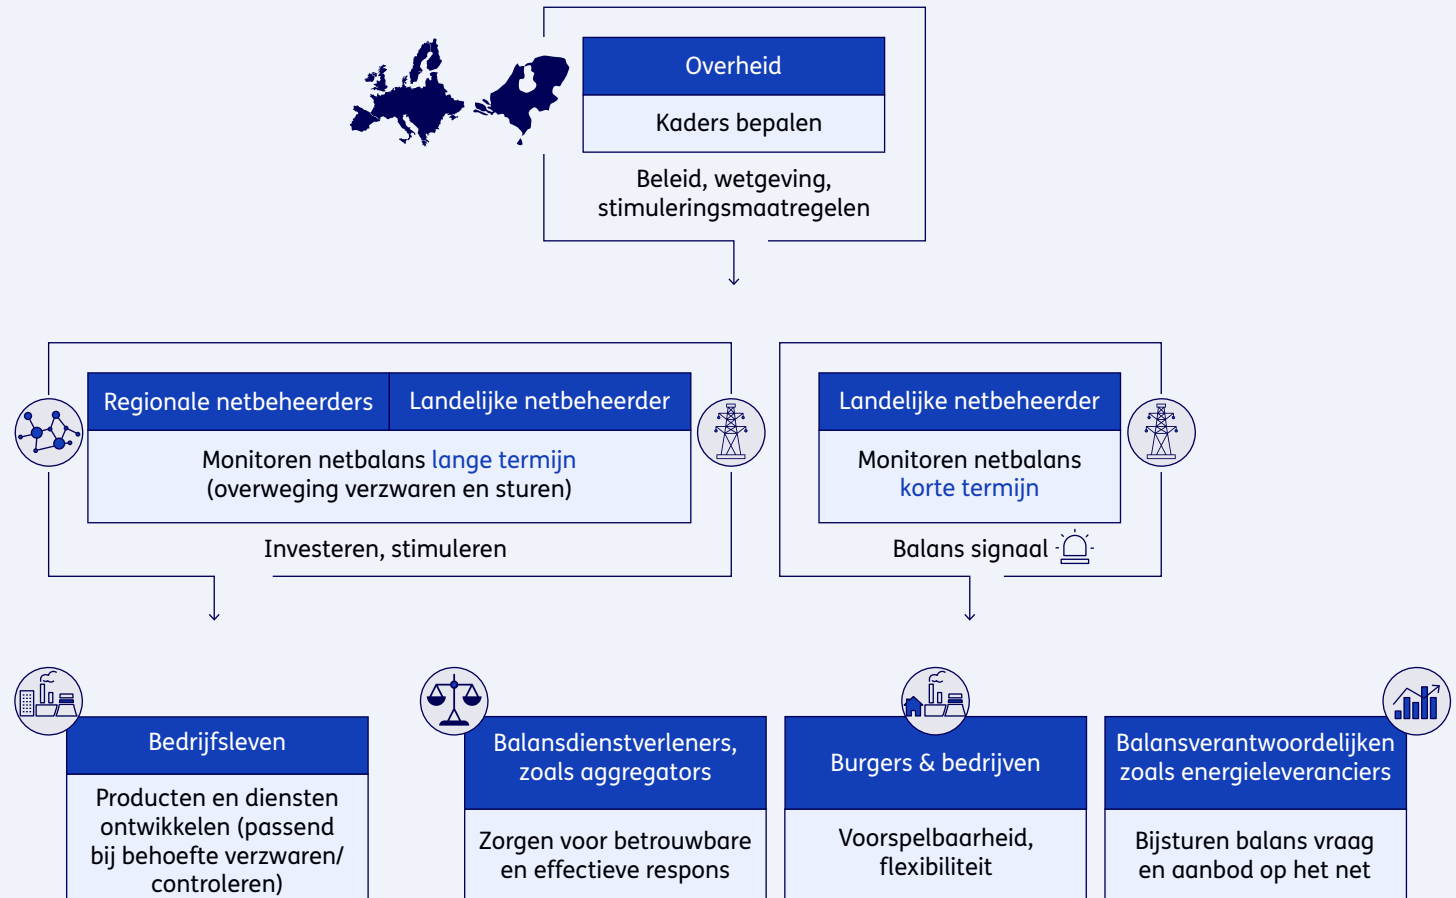 Overheid
Kaders bepalen
Beleid, wetgeving,
stimuleringsmaatregelen
Regionale netbeheerders
Landelijke netbeheerder
Monitoren netbalans lange termijn
(overweging verzwaren en sturen)
Investeren, stimuleren
Landelijke netbeheerder
Monitoren netbalans
korte termijn
Balans signaal
Bedrijfsleven
Producten en diensten
ontwikkelen (passend
bij behoefte verzwaren/
controleren)
Balansdienstverleners,
zoals aggregators
Zorgen voor betrouwbare
en effectieve respons
Burgers & bedrijven
Voorspelbaarheid,
flexibiliteit
Balansverantwoordelijken
zoals energieleveranciers
Bijsturen balans vraag
en aanbod op het net